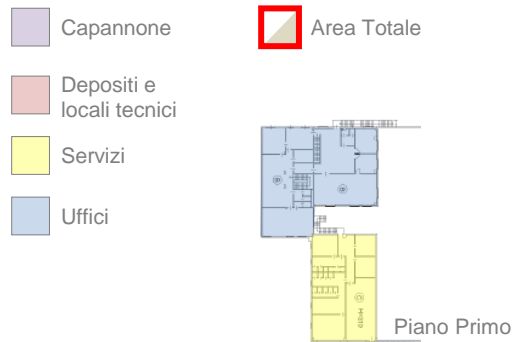 Capannone
Area Totale
Depositi e
locali tecnici
Servizi
Uffici
Piano Primo